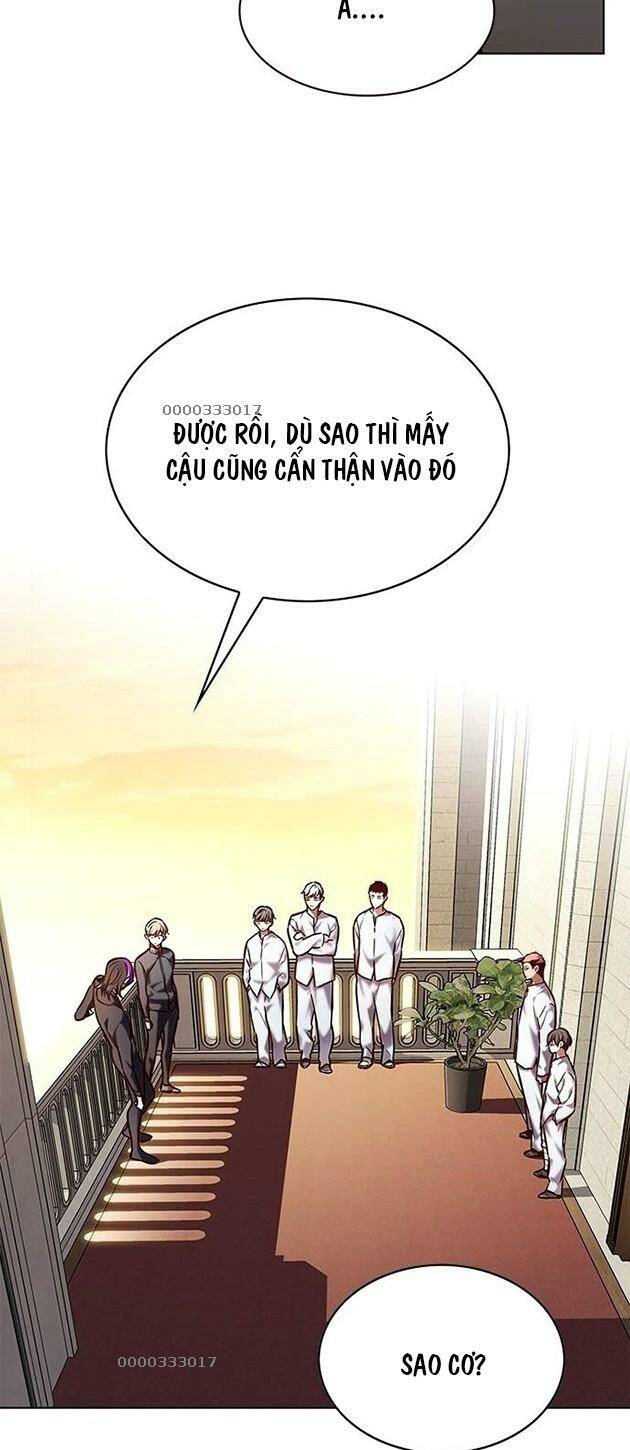 A....
0000333017
ĐƯỢC RỒI, DÙ SAO THÌ MẤY
CẬU CŨNG CẨN THẬN VÀO ĐÓ
0000333017
SAO CƠ?